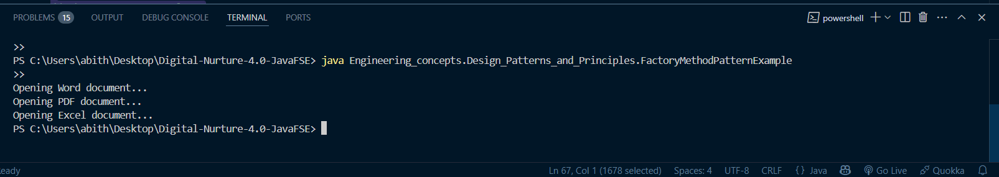 PROBLEMS 15 OUTPUT DEBUG CONSOLE TERMINAL PORTS powershell
>>
PS C:\Users\abith\Desktop\Digital-Nurture-4.0-JavaFSE> java Engineering_concepts.Design_Patterns_and_Principles.FactoryMethodPatternExample
>>
Opening Word document...
Opening PDF document...
Opening Excel document...
PS C:\Users\abith\Desktop\Digital-Nurture-4.0-JavaFSE>
eady Ln 67, Col 1 (1678 selected) Spaces: 4 UTF-8 CRLF {} Java Go Live Quokka